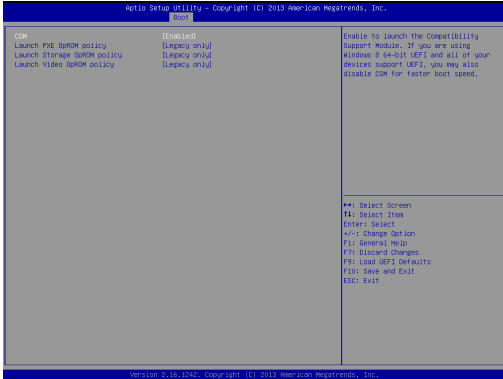 Aptio Setup Utility - Copyright (C) 2013 American Megatrends, Inc.
Boot
CSM [Enabled]
Launch PXE OpROM policy [Legacy only]
Launch Storage OpROM policy [Legacy only]
Launch Video OpROM policy [Legacy only]
Enable to launch the Compatibility
Support Module. If you are using
Windows 8 64-bit UEFI and all of your
devices support UEFI, you may also
disable CSM for faster boot speed.
↔: Select Screen
↑↓: Select Item
Enter: Select
+/-: Change Option
F1: General Help
F7: Discard Changes
F9: Load UEFI Defaults
F10: Save and Exit
ESC: Exit
Version 2.16.1242. Copyright (C) 2013 American Megatrends, Inc.